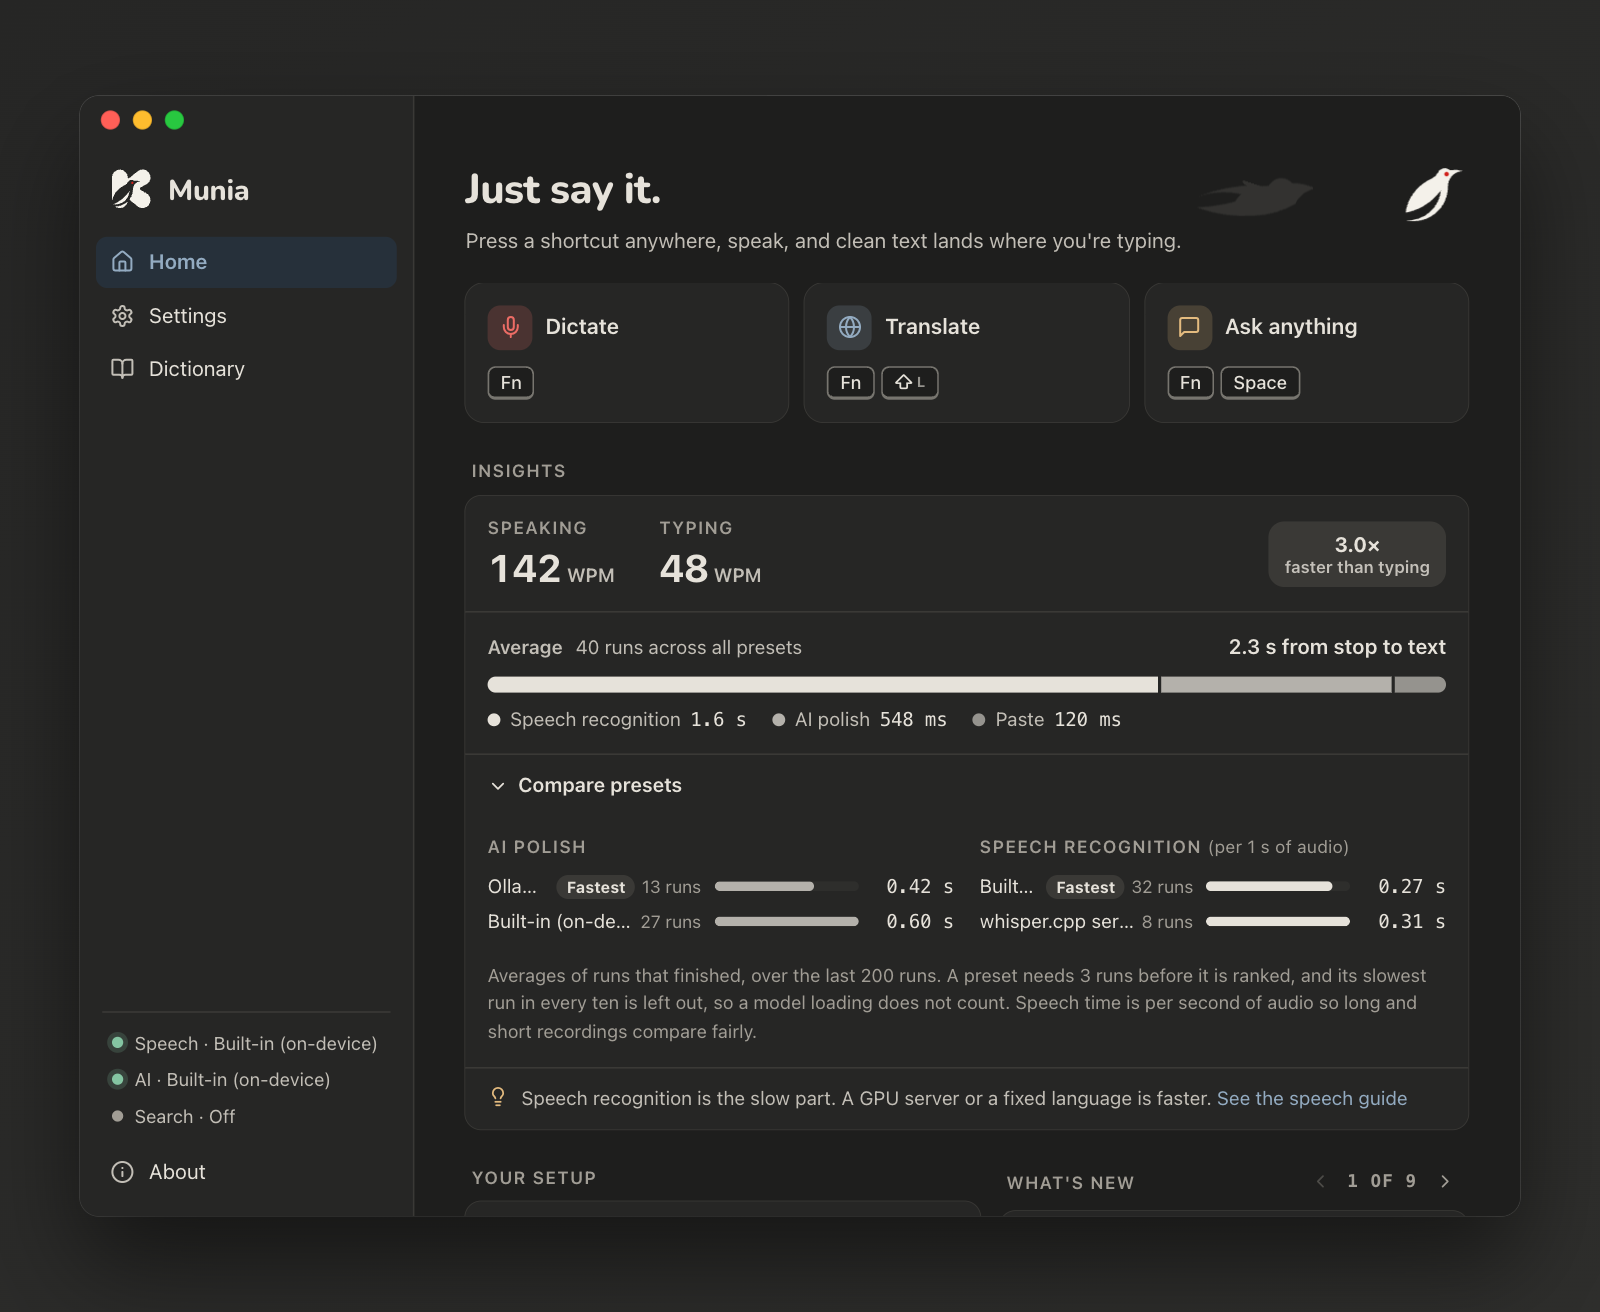 Munia
Home
Settings
Dictionary
Speech · Built-in (on-device)
AI · Built-in (on-device)
Search · Off
About
Just say it.
Press a shortcut anywhere, speak, and clean text lands where you're typing.
Dictate
Fn
Translate
Fn L
Ask anything
Fn Space
INSIGHTS
SPEAKING
142 WPM
TYPING
48 WPM
3.0×
faster than typing
Average 40 runs across all presets
2.3 s from stop to text
Speech recognition 1.6 s AI polish 548 ms Paste 120 ms
Compare presets
AI POLISH
Olla... Fastest 13 runs 0.42 s
Built-in (on-de... 27 runs 0.60 s
SPEECH RECOGNITION (per 1 s of audio)
Built... Fastest 32 runs 0.27 s
whisper.cpp ser... 8 runs 0.31 s
Averages of runs that finished, over the last 200 runs. A preset needs 3 runs before it is ranked, and its slowest
run in every ten is left out, so a model loading does not count. Speech time is per second of audio so long and
short recordings compare fairly.
Speech recognition is the slow part. A GPU server or a fixed language is faster. See the speech guide
YOUR SETUP
WHAT'S NEW
1 OF 9